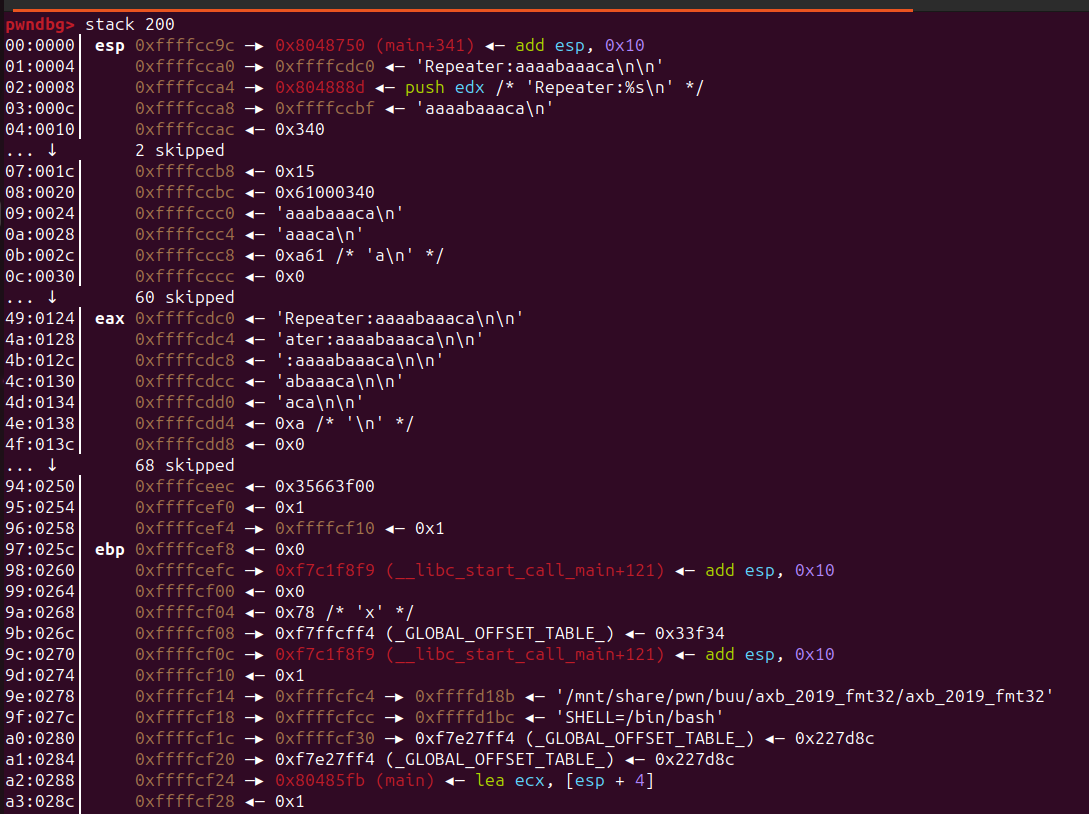 pwndbg> stack 200
00:0000│ esp 0xffffcc9c —▸ 0x8048750 (main+341) ◂— add esp, 0x10
01:0004│     0xffffcca0 —▸ 0xffffcdc0 ◂— 'Repeater:aaaabaaaca\n\n'
02:0008│     0xffffcca4 —▸ 0x804888d ◂— push edx /* 'Repeater:%s\n' */
03:000c│     0xffffcca8 —▸ 0xffffccbf ◂— 'aaaabaaaca\n'
04:0010│     0xffffccac ◂— 0x340
... ↓        2 skipped
07:001c│     0xffffccb8 ◂— 0x15
08:0020│     0xffffccbc ◂— 0x61000340
09:0024│     0xffffccc0 ◂— 'aaabaaaca\n'
0a:0028│     0xffffccc4 ◂— 'aaaca\n'
0b:002c│     0xffffccc8 ◂— 0xa61 /* 'a\n' */
0c:0030│     0xffffcccc ◂— 0x0
... ↓        60 skipped
49:0124│ eax 0xffffcdc0 ◂— 'Repeater:aaaabaaaca\n\n'
4a:0128│     0xffffcdc4 ◂— 'ater:aaaabaaaca\n\n'
4b:012c│     0xffffcdc8 ◂— ':aaaabaaaca\n\n'
4c:0130│     0xffffcdcc ◂— 'abaaaca\n\n'
4d:0134│     0xffffcdd0 ◂— 'aca\n\n'
4e:0138│     0xffffcdd4 ◂— 0xa /* '\n' */
4f:013c│     0xffffcdd8 ◂— 0x0
... ↓        68 skipped
94:0250│     0xffffceec ◂— 0x35663f00
95:0254│     0xffffcef0 ◂— 0x1
96:0258│     0xffffcef4 —▸ 0xffffcf10 ◂— 0x1
97:025c│ ebp 0xffffcef8 ◂— 0x0
98:0260│     0xffffcefc —▸ 0xf7c1f8f9 (__libc_start_call_main+121) ◂— add esp, 0x10
99:0264│     0xffffcf00 ◂— 0x0
9a:0268│     0xffffcf04 ◂— 0x78 /* 'x' */
9b:026c│     0xffffcf08 —▸ 0xf7ffcff4 (_GLOBAL_OFFSET_TABLE_) ◂— 0x33f34
9c:0270│     0xffffcf0c —▸ 0xf7c1f8f9 (__libc_start_call_main+121) ◂— add esp, 0x10
9d:0274│     0xffffcf10 ◂— 0x1
9e:0278│     0xffffcf14 —▸ 0xffffcfc4 —▸ 0xffffd18b ◂— '/mnt/share/pwn/buu/axb_2019_fmt32/axb_2019_fmt32'
9f:027c│     0xffffcf18 —▸ 0xffffcfcc —▸ 0xffffd1bc ◂— 'SHELL=/bin/bash'
a0:0280│     0xffffcf1c —▸ 0xffffcf30 —▸ 0xf7e27ff4 (_GLOBAL_OFFSET_TABLE_) ◂— 0x227d8c
a1:0284│     0xffffcf20 —▸ 0xf7e27ff4 (_GLOBAL_OFFSET_TABLE_) ◂— 0x227d8c
a2:0288│     0xffffcf24 —▸ 0x80485fb (main) ◂— lea ecx, [esp + 4]
a3:028c│     0xffffcf28 ◂— 0x1